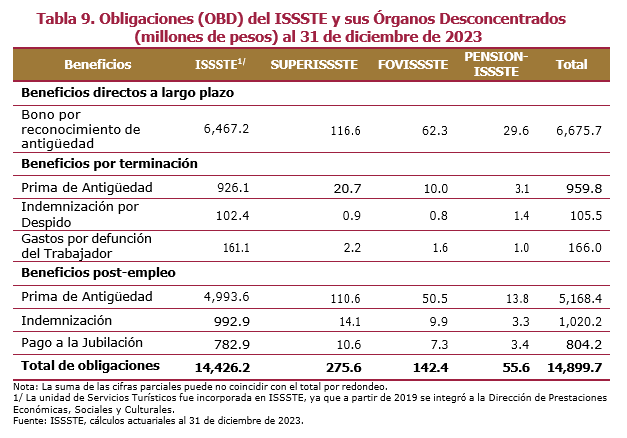 Tabla 9. Obligaciones (OBD) del ISSSTE y sus Órganos Desconcentrados
(millones de pesos) al 31 de diciembre de 2023
Beneficios ISSSTE1/ SUPERISSSTE FOVISSSTE PENSION-ISSSTE Total
Beneficios directos a largo plazo
Bono por reconocimiento de antigüedad 6,467.2 116.6 62.3 29.6 6,675.7
Beneficios por terminación
Prima de Antigüedad 926.1 20.7 10.0 3.1 959.8
Indemnización por Despido 102.4 0.9 0.8 1.4 105.5
Gastos por defunción del Trabajador 161.1 2.2 1.6 1.0 166.0
Beneficios post-empleo
Prima de Antigüedad 4,993.6 110.6 50.5 13.8 5,168.4
Indemnización 992.9 14.1 9.9 3.3 1,020.2
Pago a la Jubilación 782.9 10.6 7.3 3.4 804.2
Total de obligaciones 14,426.2 275.6 142.4 55.6 14,899.7
Nota: La suma de las cifras parciales puede no coincidir con el total por redondeo.
1/ La unidad de Servicios Turísticos fue incorporada en ISSSTE, ya que a partir de 2019 se integró a la Dirección de Prestaciones
Económicas, Sociales y Culturales.
Fuente: ISSSTE, cálculos actuariales al 31 de diciembre de 2023.